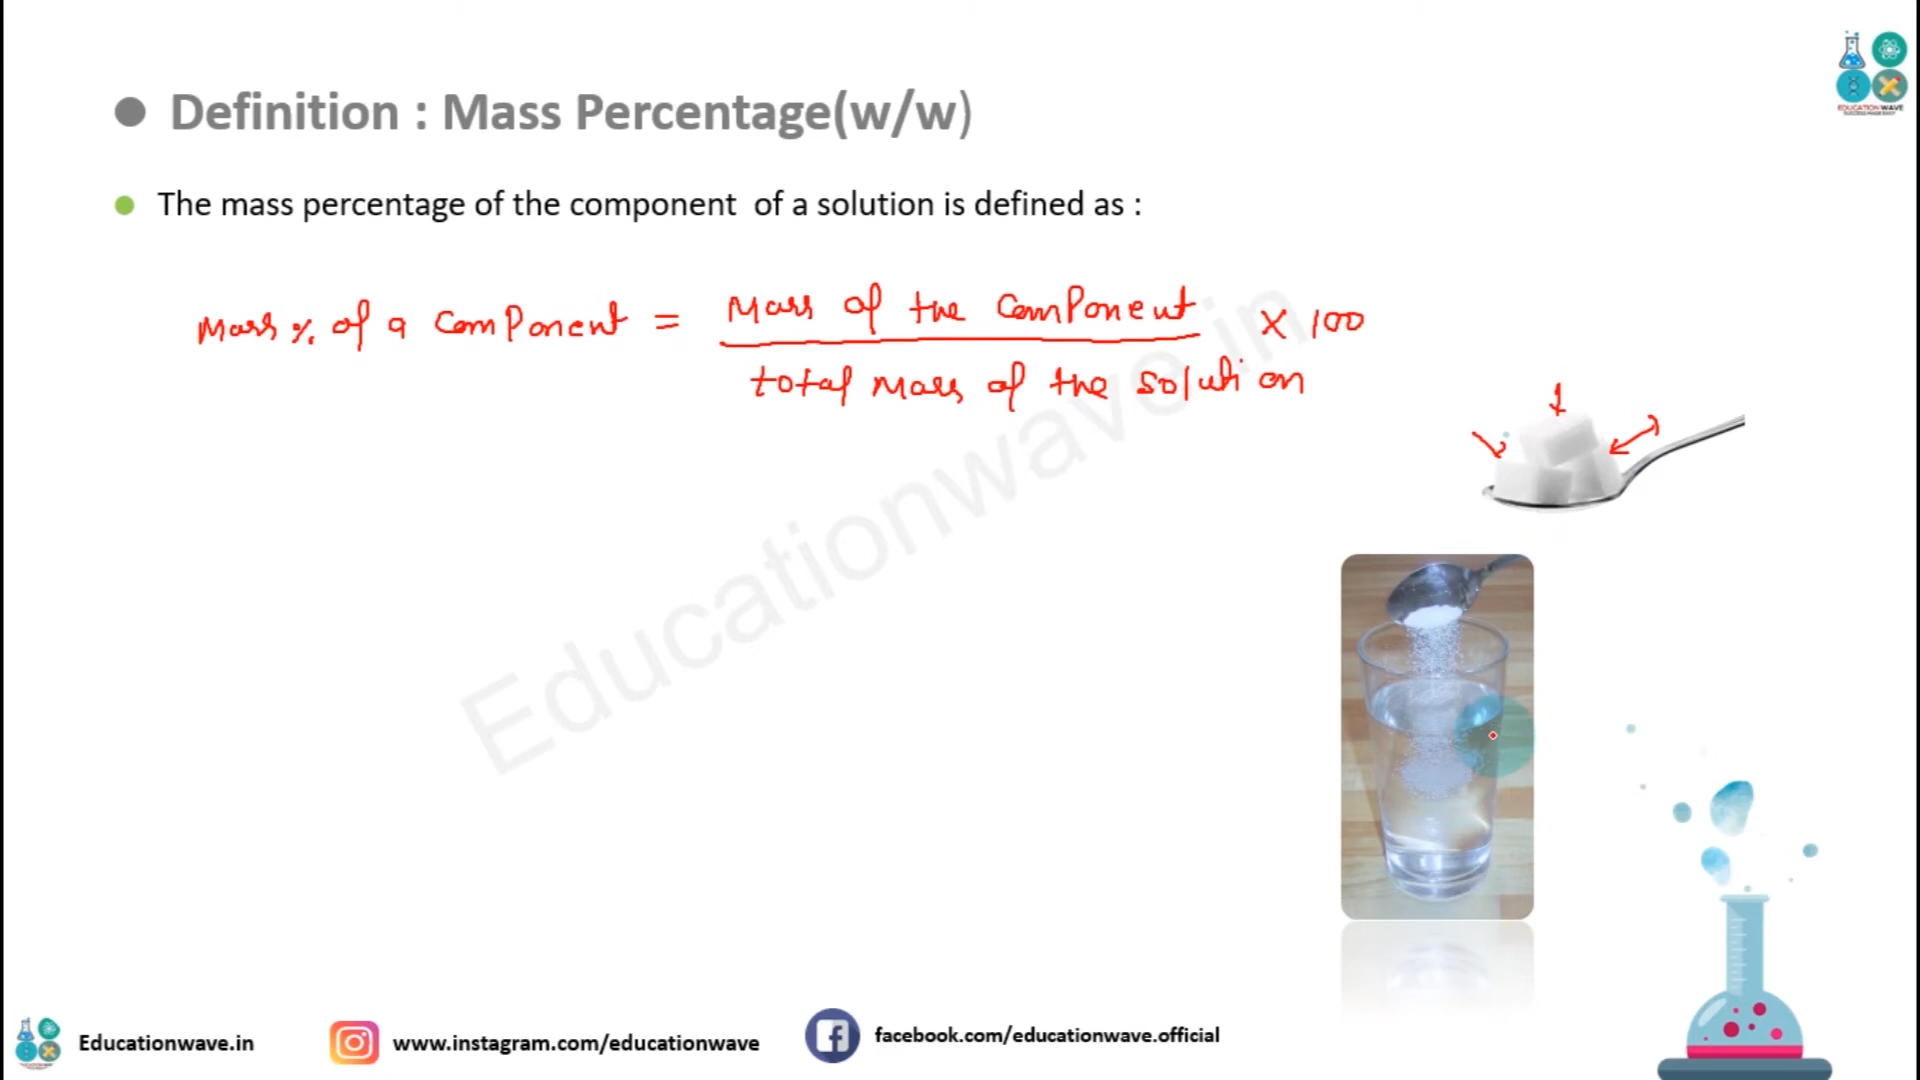 Definition : Mass Percentage(w/w)
The mass percentage of the component of a solution is defined as :
Mass % of a component = Mass of the component × 100
total mass of the solution
Educationwave.in
EDUCATION WAVE
Educationwave.in
www.instagram.com/educationwave
facebook.com/educationwave.official